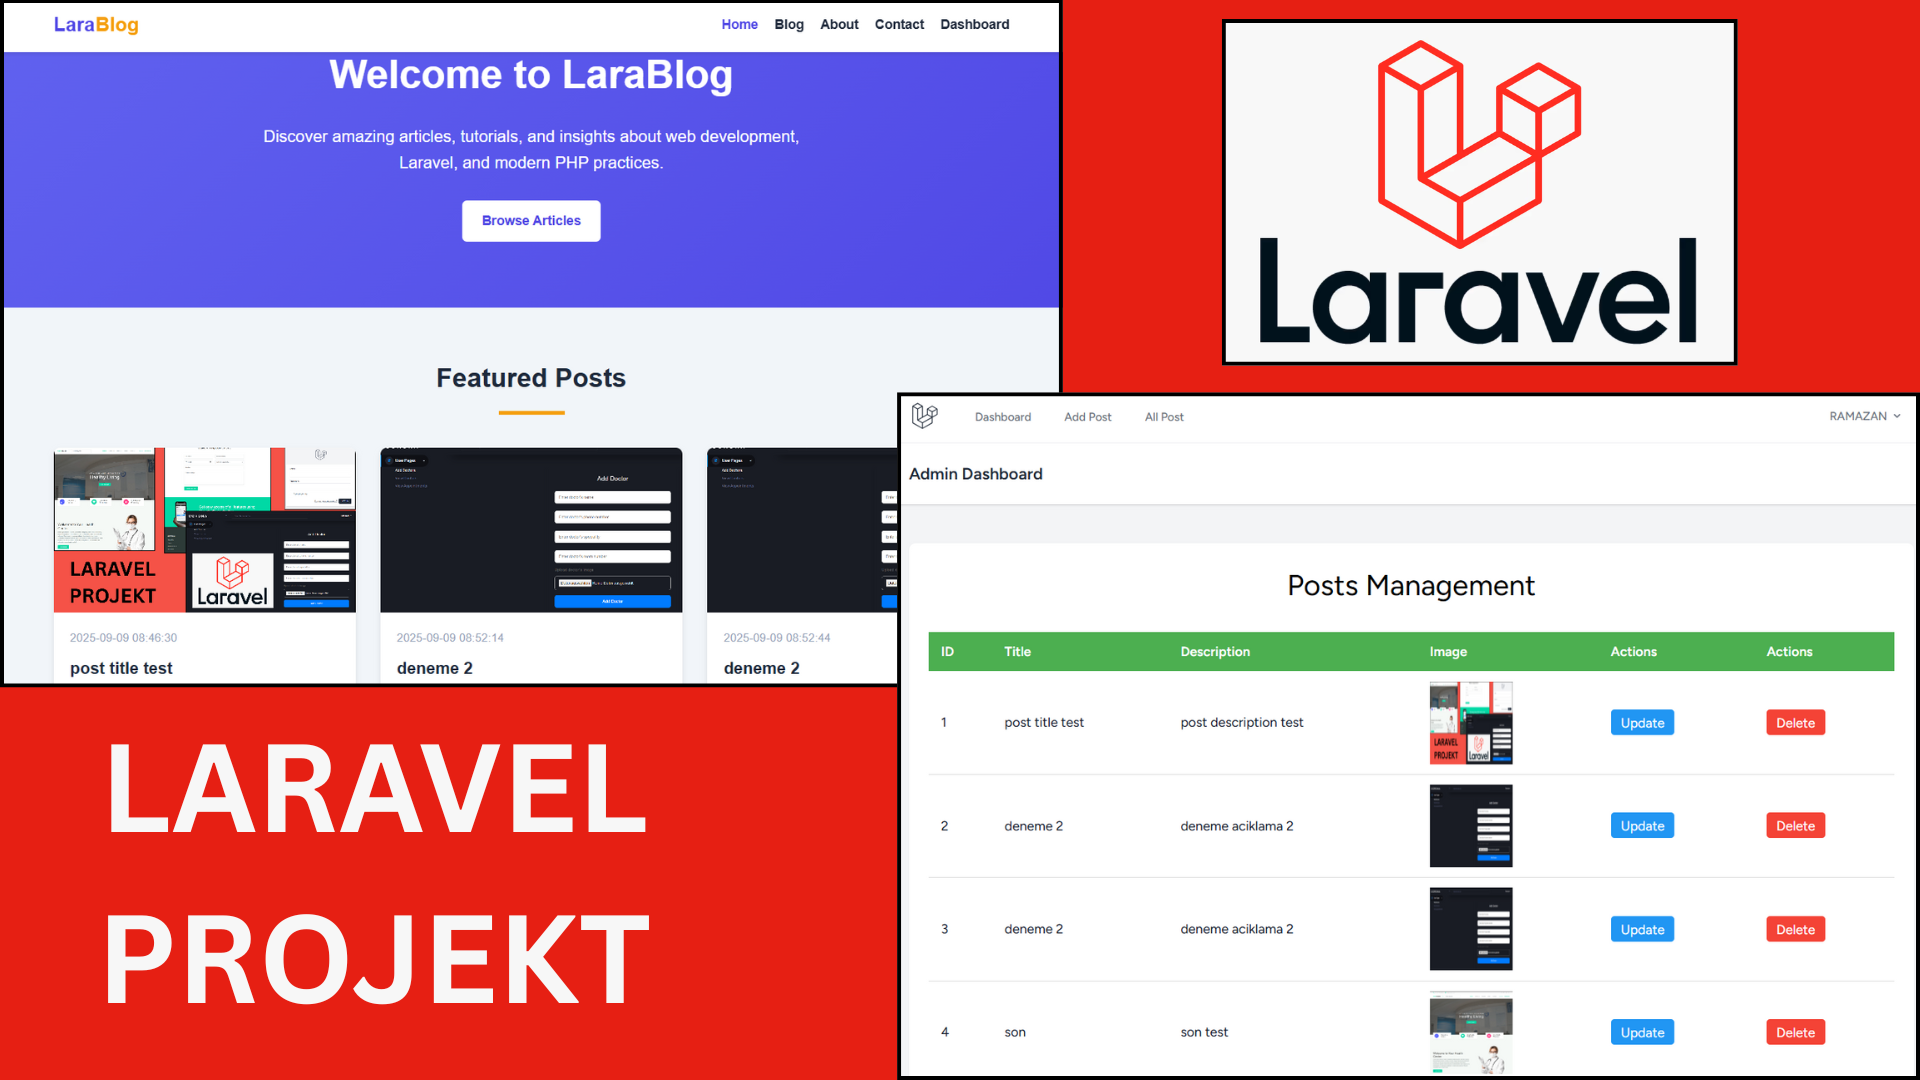 LaraBlog
Home Blog About Contact Dashboard
Welcome to LaraBlog
Discover amazing articles, tutorials, and insights about web development,
Laravel, and modern PHP practices.
Browse Articles
Featured Posts
LARAVEL
PROJEKT
Laravel
Add Doctor
Add Doctor
2025-09-09 08:46:30
post title test
2025-09-09 08:52:14
deneme 2
2025-09-09 08:52:44
deneme 2
Laravel
Dashboard Add Post All Post
RAMAZAN
Admin Dashboard
Posts Management
ID Title Description Image Actions Actions
1 post title test post description test Update Delete
LARAVEL
PROJEKT
Laravel
2 deneme 2 deneme aciklama 2 Update Delete
3 deneme 2 deneme aciklama 2 Update Delete
4 son son test Update Delete
LARAVEL
PROJEKT